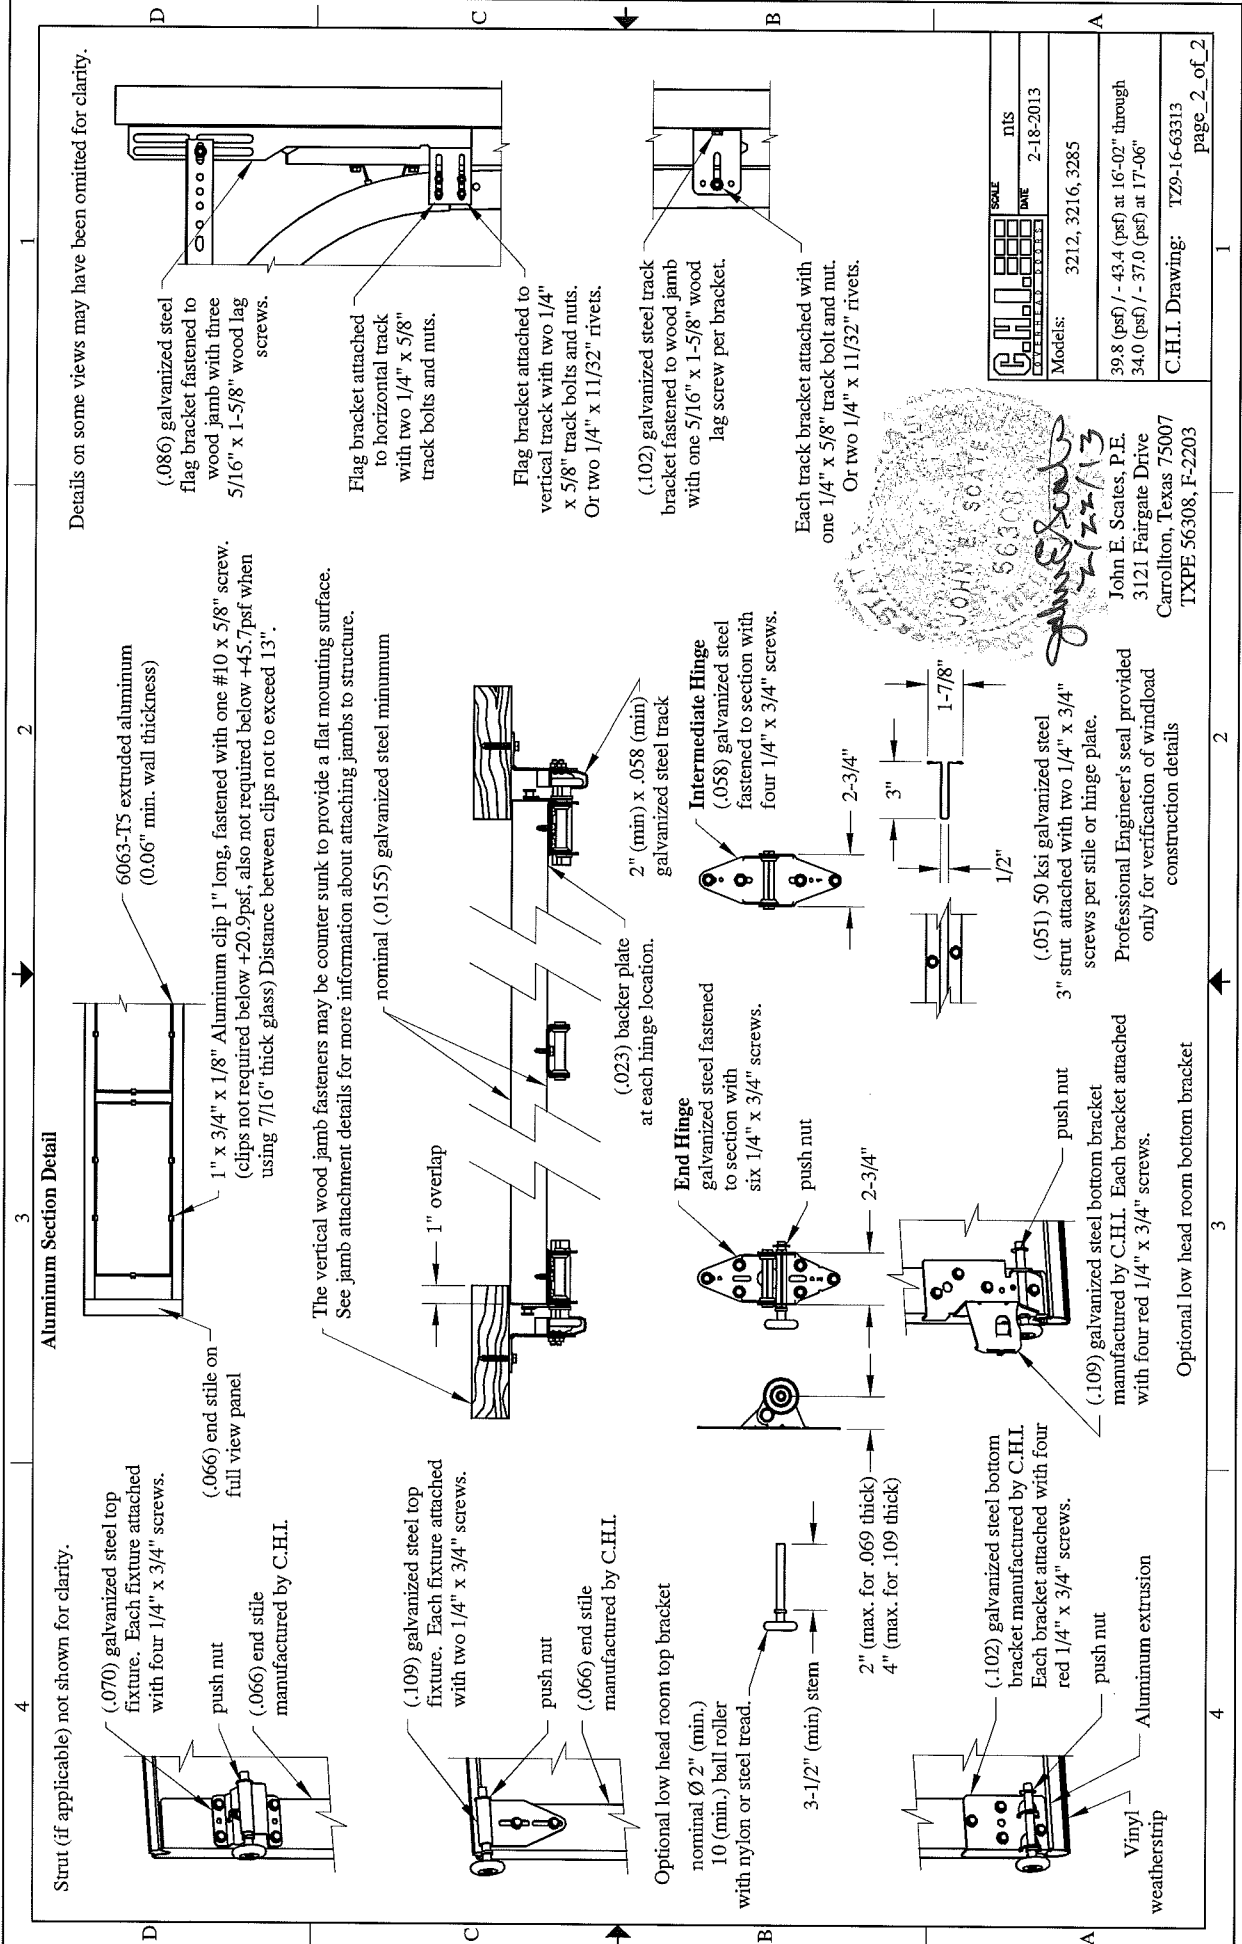 4
3
2
1
D
C
B
A
Strut (if applicable) not shown for clarity.
(.070) galvanized steel top
fixture. Each fixture attached
with four 1/4" x 3/4" screws.
push nut
(.066) end stile
manufactured by C.H.I.
(.109) galvanized steel top
fixture. Each fixture attached
with two 1/4" x 3/4" screws.
push nut
(.066) end stile
manufactured by C.H.I.
Optional low head room top bracket
nominal Ø 2" (min.)
10 (min.) ball roller
with nylon or steel tread.
3-1/2" (min) stem
2" (max. for .069 thick)
4" (max. for .109 thick)
(.102) galvanized steel bottom
bracket manufactured by C.H.I.
Each bracket attached with four
red 1/4" x 3/4" screws.
push nut
Aluminum extrusion
Vinyl
weatherstrip
Aluminum Section Detail
(.066) end stile on
full view panel
6063-T5 extruded aluminum
(0.06" min. wall thickness)
1" x 3/4" x 1/8" Aluminum clip 1" long, fastened with one #10 x 5/8" screw.
(clips not required below +20.9psf, also not required below +45.7psf when
using 7/16" thick glass) Distance between clips not to exceed 13".
The vertical wood jamb fasteners may be counter sunk to provide a flat mounting surface.
See jamb attachment details for more information about attaching jambs to structure.
1" overlap
nominal (.0155) galvanized steel minumum
(.023) backer plate
at each hinge location.
2" (min) x .058 (min)
galvanized steel track
End Hinge
galvanized steel fastened
to section with
six 1/4" x 3/4" screws.
push nut
2-3/4"
Intermediate Hinge
(.058) galvanized steel
fastened to section with
four 1/4" x 3/4" screws.
2-3/4"
(.109) galvanized steel bottom bracket
manufactured by C.H.I. Each bracket attached
with four red 1/4" x 3/4" screws.
push nut
Optional low head room bottom bracket
1/2"
3"
1-7/8"
(.051) 50 ksi galvanized steel
3" strut attached with two 1/4" x 3/4"
screws per stile or hinge plate.
Professional Engineer's seal provided
only for verification of windload
construction details
Details on some views may have been omitted for clarity.
(.086) galvanized steel
flag bracket fastened to
wood jamb with three
5/16" x 1-5/8" wood lag
screws.
Flag bracket attached
to horizontal track
with two 1/4" x 5/8"
track bolts and nuts.
Flag bracket attached to
vertical track with two 1/4"
x 5/8" track bolts and nuts.
Or two 1/4" x 11/32" rivets.
(.102) galvanized steel track
bracket fastened to wood jamb
with one 5/16" x 1-5/8" wood
lag screw per bracket.
Each track bracket attached with
one 1/4" x 5/8" track bolt and nut.
Or two 1/4" x 11/32" rivets.
STATE
JOHN E. SCATE
56308
2/22/13
John E. Scates, P.E.
3121 Fairgate Drive
Carrollton, Texas 75007
TXPE 56308, F-2203
C.H.I.
OVERHEAD DOORS
SCALE
nts
DATE
2-18-2013
Models:
3212, 3216, 3285
39.8 (psf) / - 43.4 (psf) at 16'-02" through
34.0 (psf) / - 37.0 (psf) at 17'-06"
C.H.I. Drawing: TZ9-16-63313
page_2_of_2
4
3
2
1
D
C
B
A